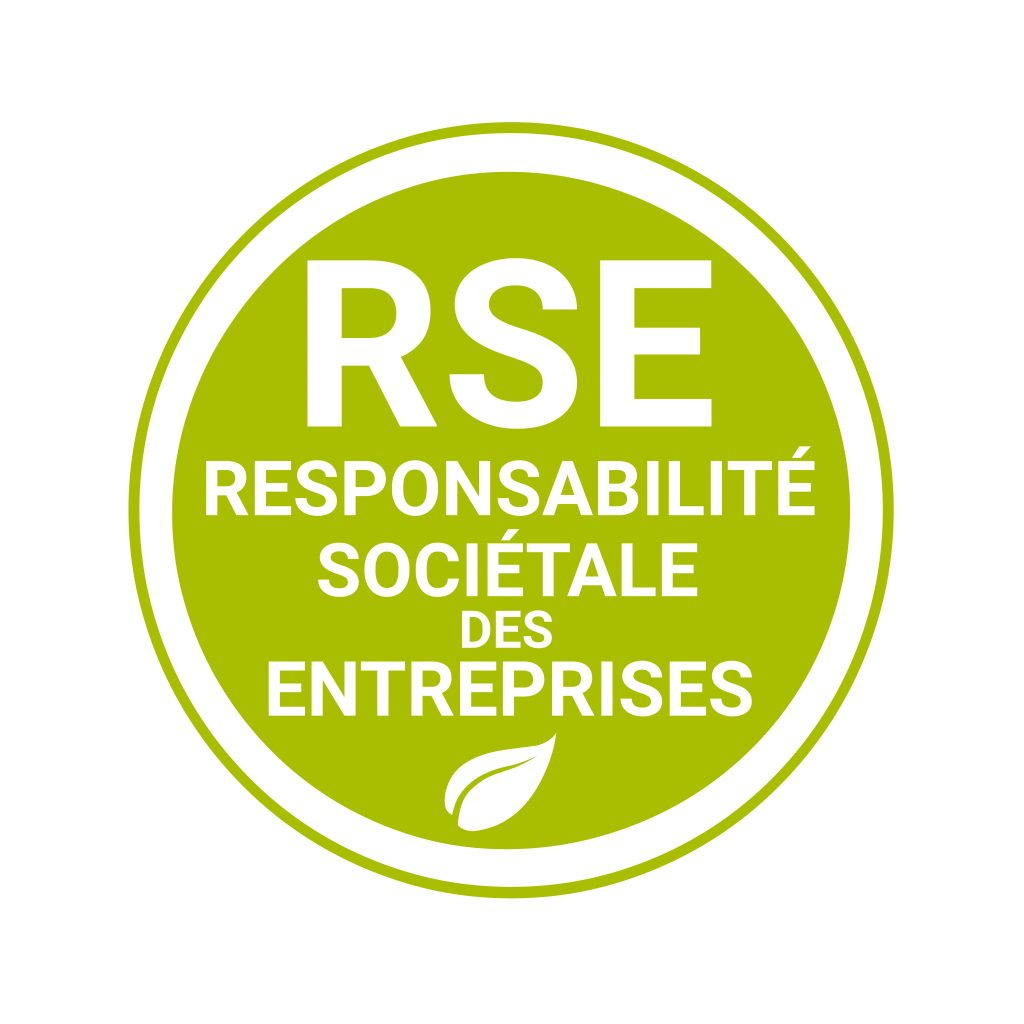 RSE
RESPONSABILITÉ
SOCIÉTALE
DES
ENTREPRISES